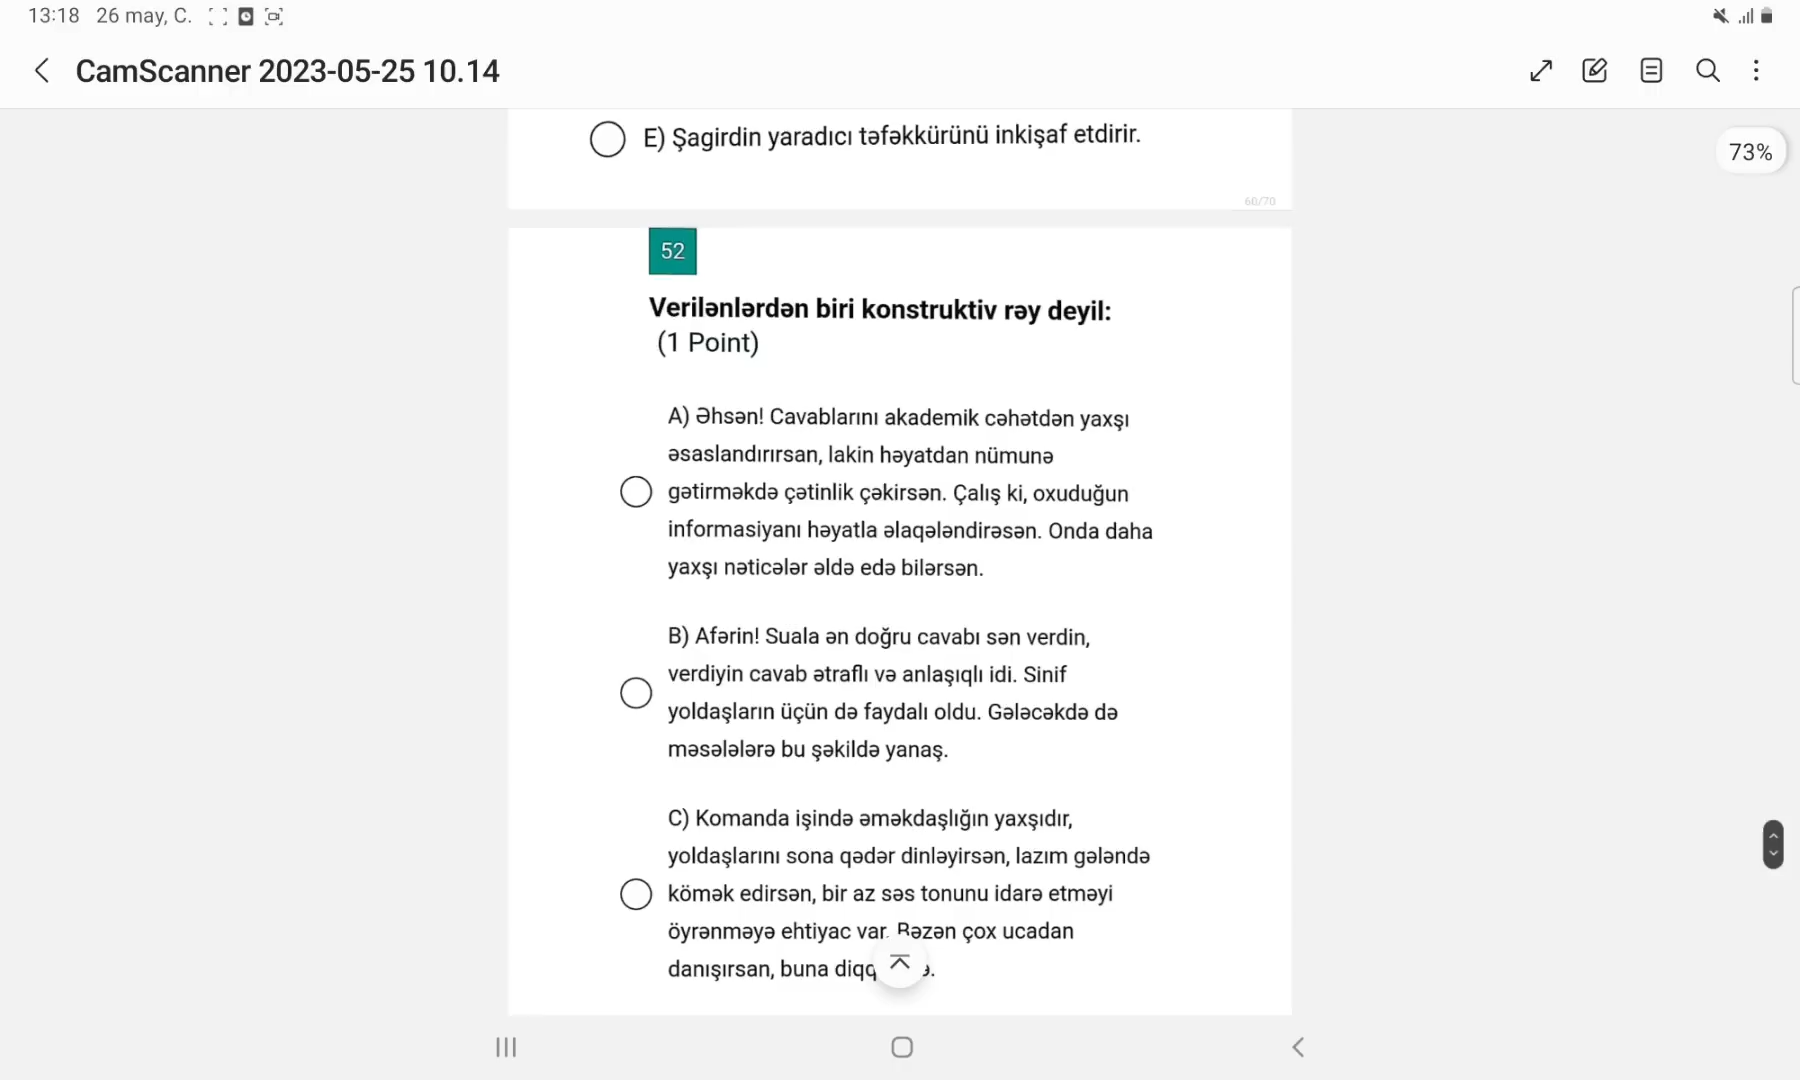 13:18 26 may, C.
CamScanner 2023-05-25 10.14
E) Şagirdin yaradıcı təfəkkürünü inkişaf etdirir.
73%
60/70
52
Verilənlərdən biri konstruktiv rəy deyil:
(1 Point)
A) Əhsən! Cavablarını akademik cəhətdən yaxşı
əsaslandırırsan, lakin həyatdan nümunə
gətirməkdə çətinlik çəkirsən. Çalış ki, oxuduğun
informasiyanı həyatla əlaqələndirəsən. Onda daha
yaxşı nəticələr əldə edə bilərsən.
B) Afərin! Suala ən doğru cavabı sən verdin,
verdiyin cavab ətraflı və anlaşıqlı idi. Sinif
yoldaşların üçün də faydalı oldu. Gələcəkdə də
məsələlərə bu şəkildə yanaş.
C) Komanda işində əməkdaşlığın yaxşıdır,
yoldaşlarını sona qədər dinləyirsən, lazım gələndə
kömək edirsən, bir az səs tonunu idarə etməyi
öyrənməyə ehtiyac var. Bəzən çox ucadan
danışırsan, buna